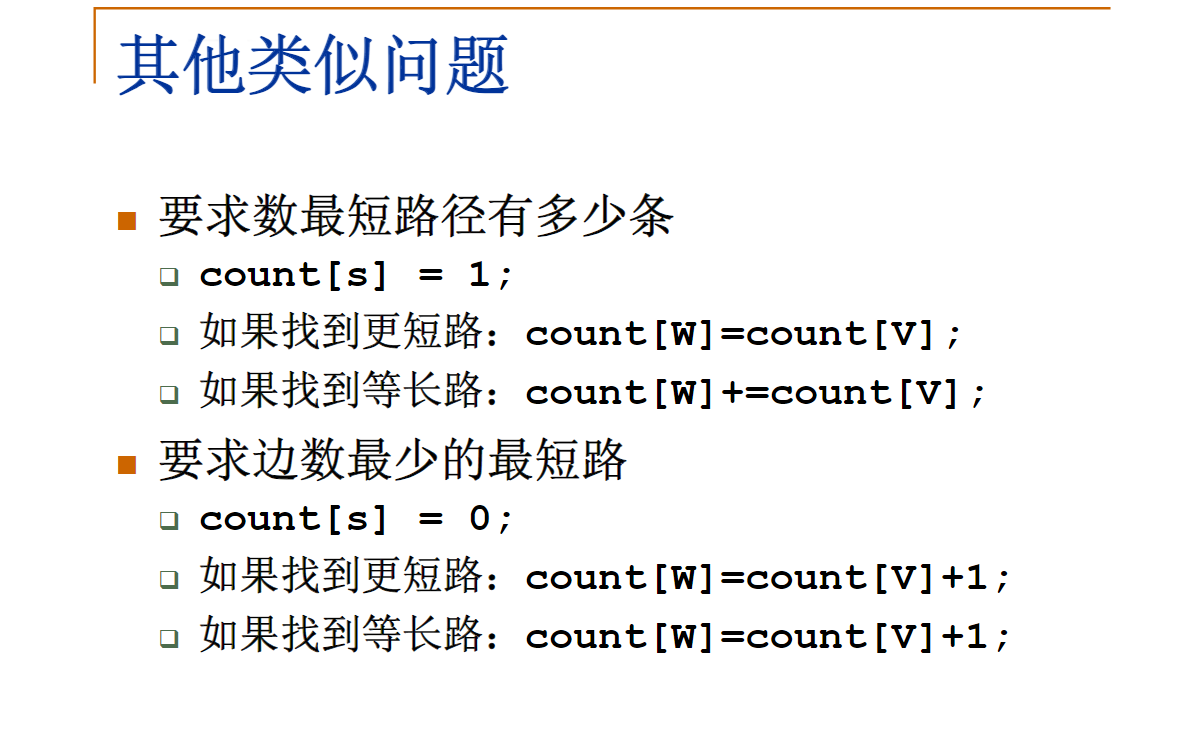 其他类似问题
要求数最短路径有多少条
count[s] = 1;
如果找到更短路：count[W]=count[V];
如果找到等长路：count[W]+=count[V];
要求边数最少的最短路
count[s] = 0;
如果找到更短路：count[W]=count[V]+1;
如果找到等长路：count[W]=count[V]+1;